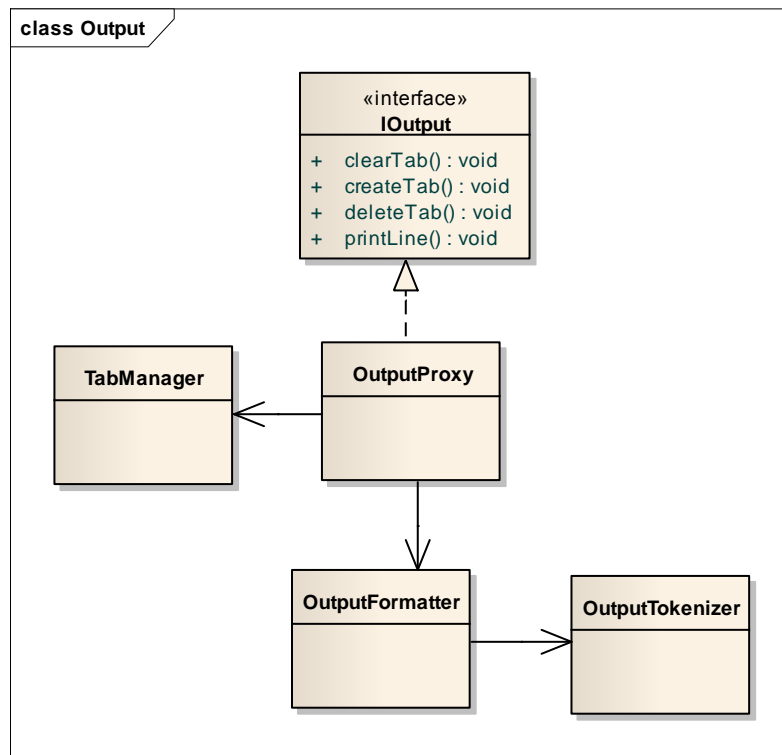 class Output
«interface»
IOutput
+ clearTab() : void
+ createTab() : void
+ deleteTab() : void
+ printLine() : void
TabManager
OutputProxy
OutputFormatter
OutputTokenizer